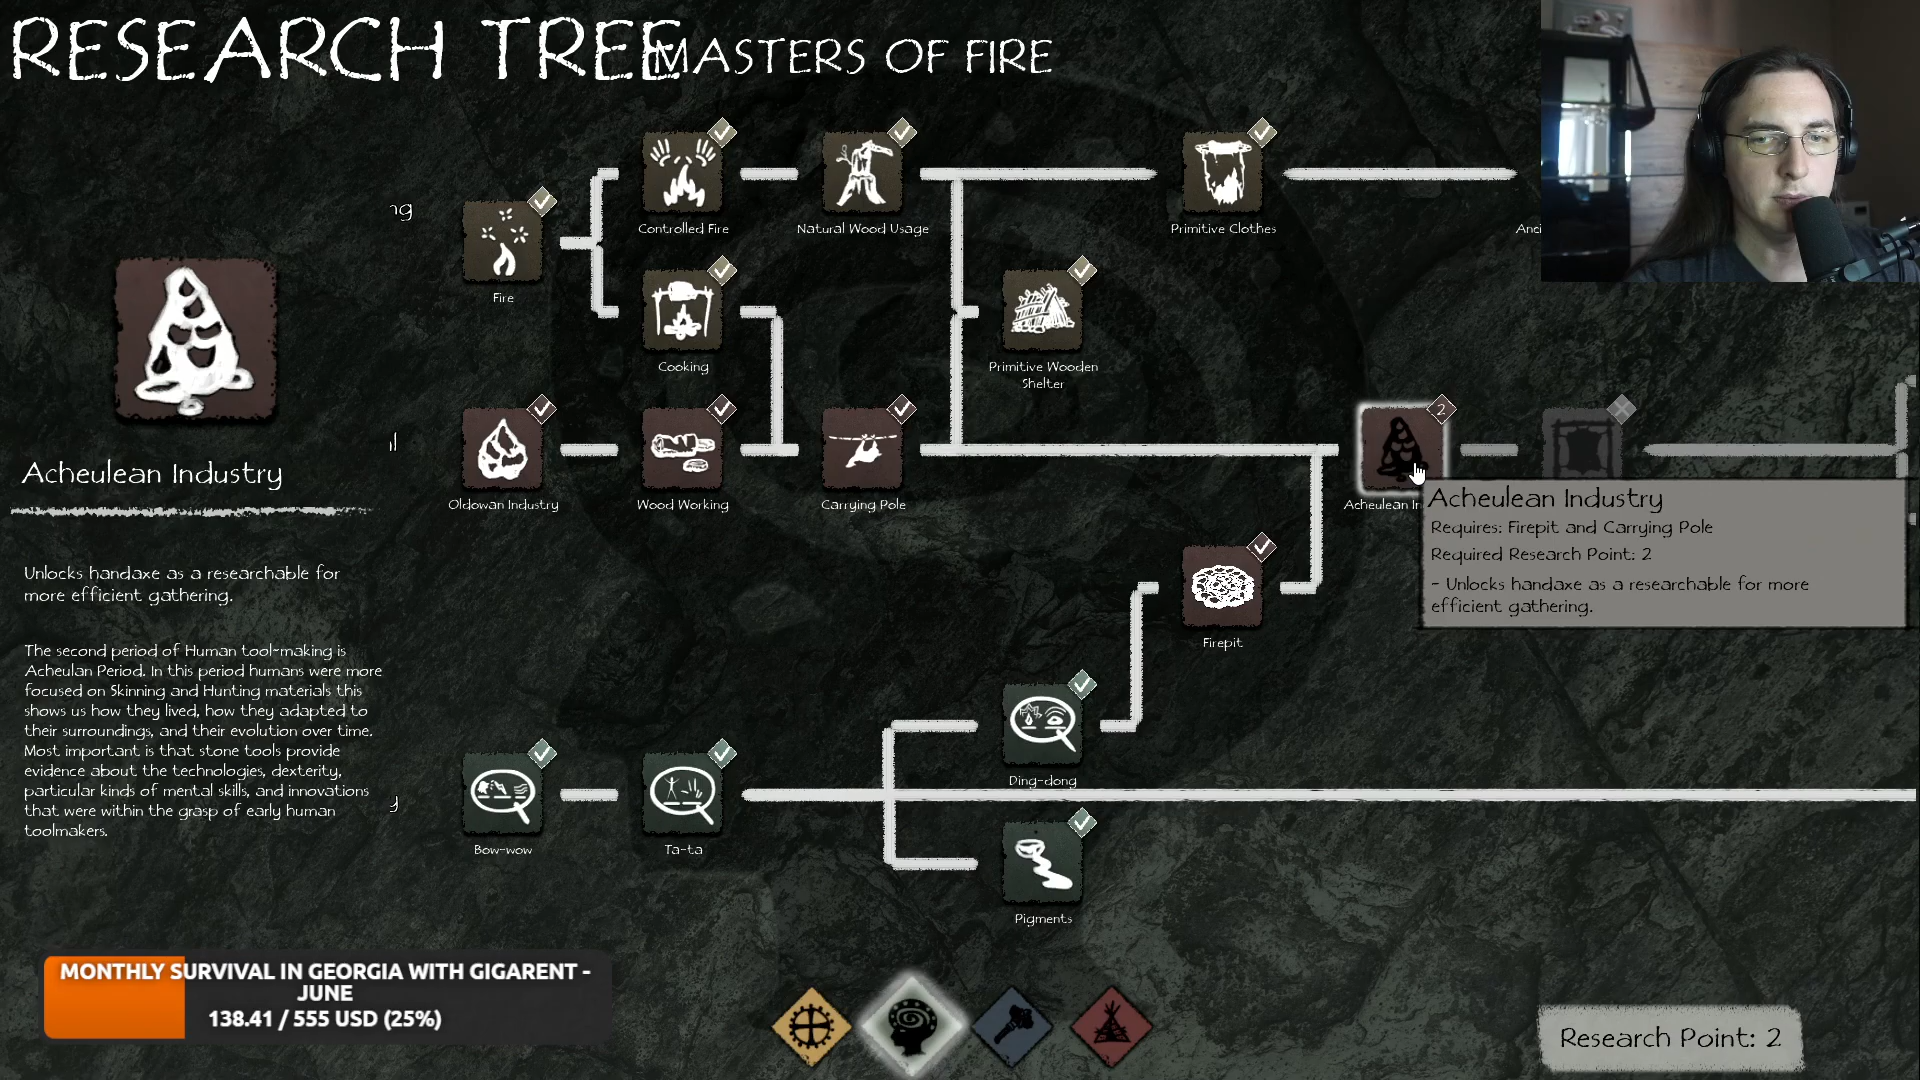 RESEARCH TREE
MASTERS OF FIRE
ng
Controlled Fire
Natural Wood Usage
Primitive Clothes
Anci
Fire
Cooking
Primitive Wooden
Shelter
Acheulean Industry
Oldowan Industry
Wood Working
Carrying Pole
2
Acheulean In
Acheulean Industry
Requires: Firepit and Carrying Pole
Required Research Point: 2
- Unlocks handaxe as a researchable for more
efficient gathering.
Unlocks handaxe as a researchable for
more efficient gathering.
Firepit
The second period of Human tool-making is
Acheulan Period. In this period humans were more
focused on Skinning and Hunting materials this
shows us how they lived, how they adapted to
their surroundings, and their evolution over time.
Most important is that stone tools provide
evidence about the technologies, dexterity,
particular kinds of mental skills, and innovations
that were within the grasp of early human
toolmakers.
Ding-dong
Bow-wow
Ta-ta
Pigments
MONTHLY SURVIVAL IN GEORGIA WITH GIGARENT -
JUNE
138.41 / 555 USD (25%)
Research Point: 2